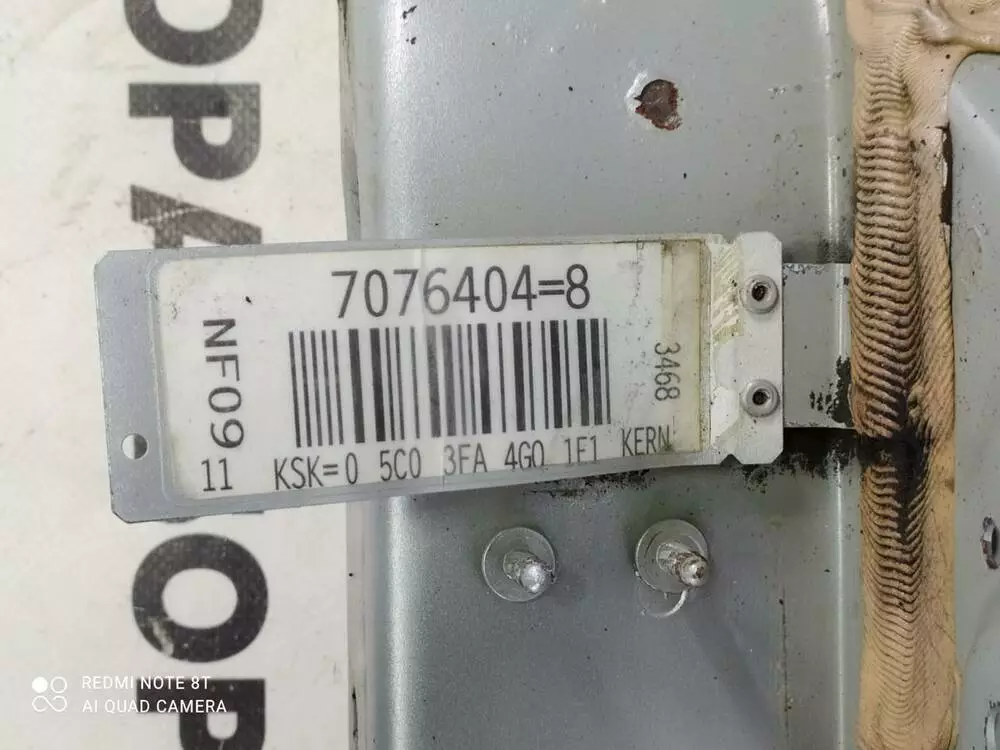 7076404=8
NF09
3468
11 KSK=0 5C0 3FA 4G0 1F1 KERN
REDMI NOTE 8T
AI QUAD CAMERA